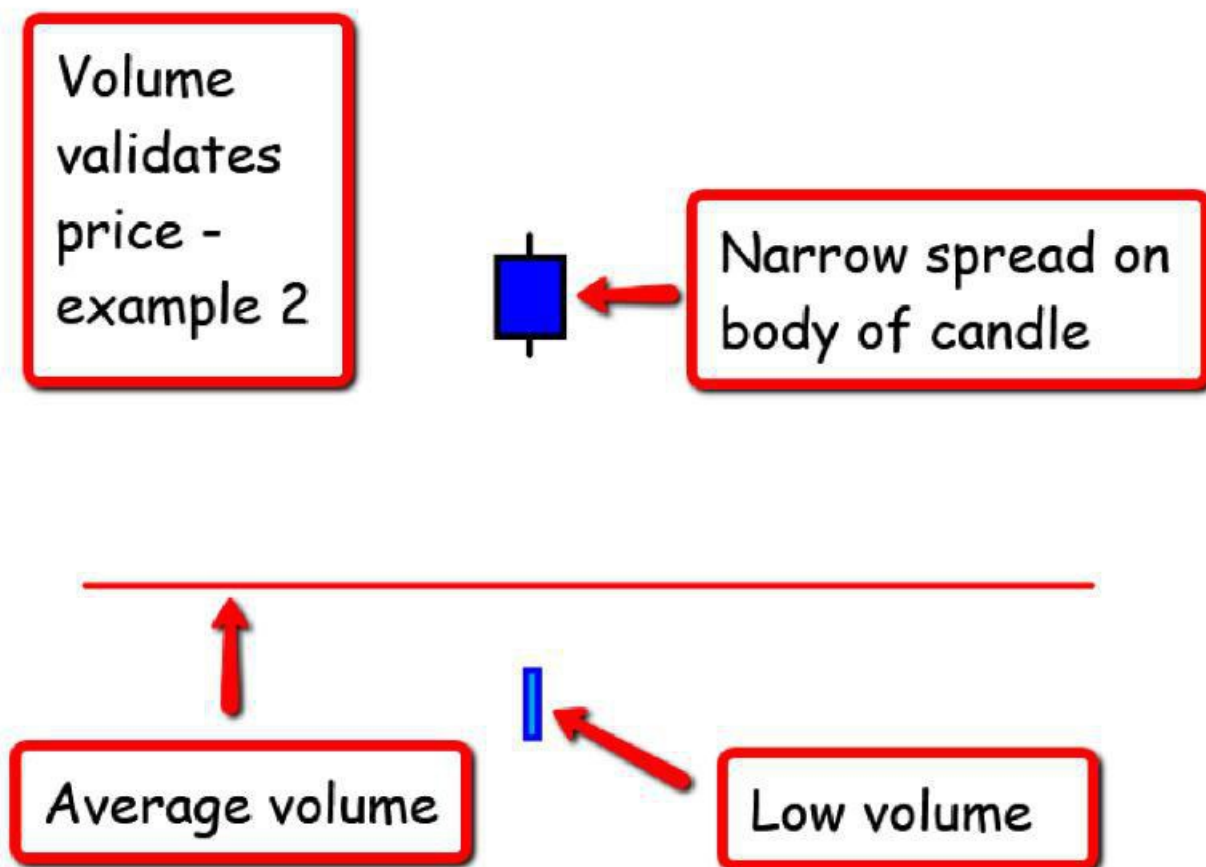 Volume
validates
price -
example 2
Narrow spread on
body of candle
Average volume
Low volume